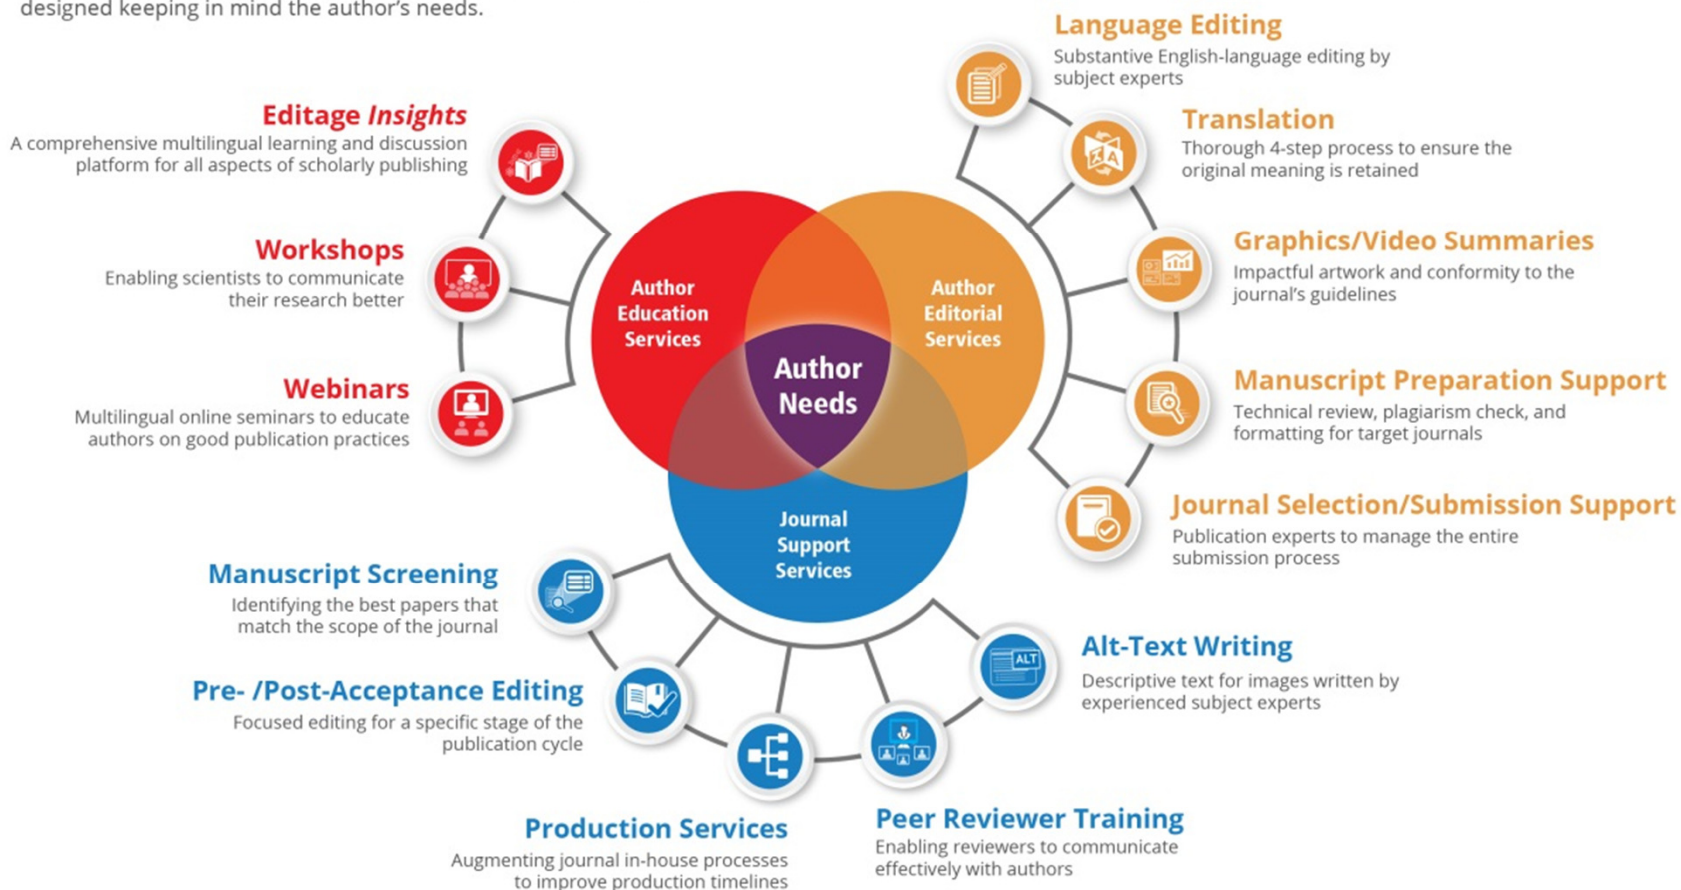 designed keeping in mind the author's needs.
Editage Insights
A comprehensive multilingual learning and discussion
platform for all aspects of scholarly publishing
Workshops
Enabling scientists to communicate
their research better
Webinars
Multilingual online seminars to educate
authors on good publication practices
Author
Education
Services
Author
Editorial
Services
Author
Needs
Journal
Support
Services
Language Editing
Substantive English-language editing by
subject experts
Translation
Thorough 4-step process to ensure the
original meaning is retained
A
Graphics/Video Summaries
Impactful artwork and conformity to the
journal's guidelines
Manuscript Preparation Support
Technical review, plagiarism check, and
formatting for target journals
Journal Selection/Submission Support
Publication experts to manage the entire
submission process
Manuscript Screening
Identifying the best papers that
match the scope of the journal
Pre- /Post-Acceptance Editing
Focused editing for a specific stage of the
publication cycle
Production Services
Augmenting journal in-house processes
to improve production timelines
Peer Reviewer Training
Enabling reviewers to communicate
effectively with authors
ALT
Alt-Text Writing
Descriptive text for images written by
experienced subject experts